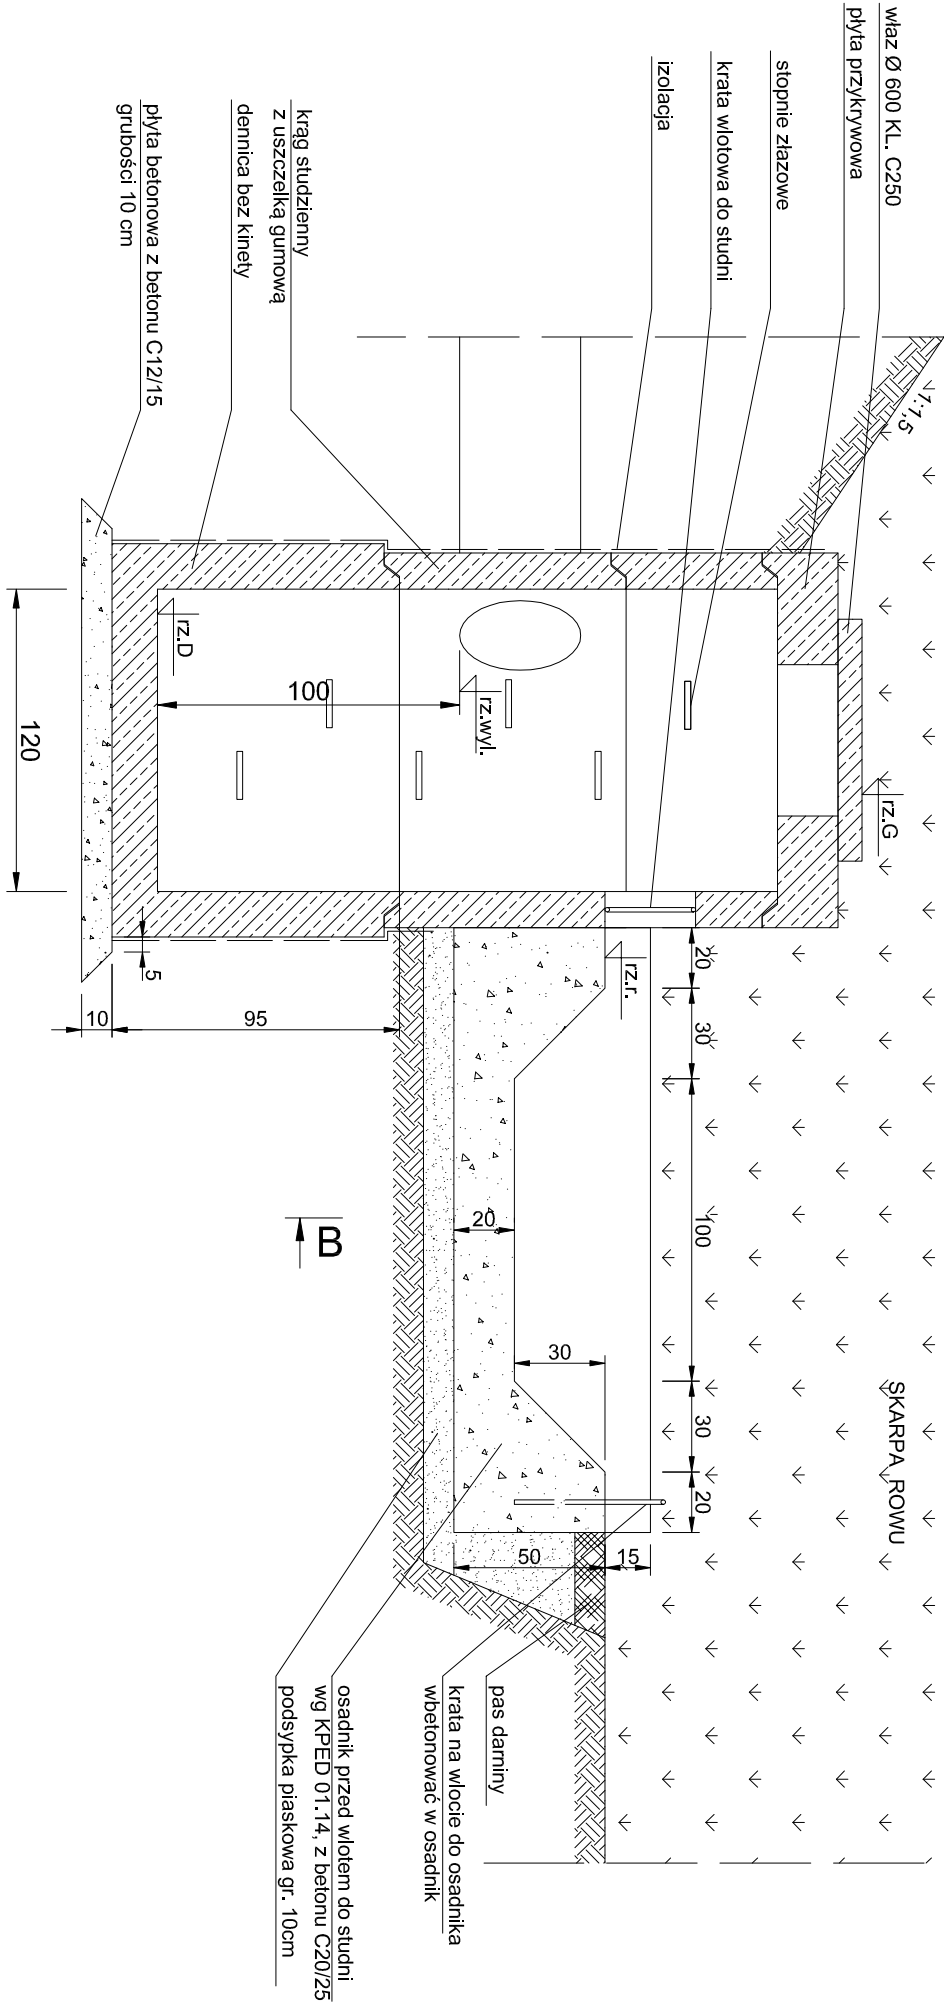 właz Ø 600 KL. C250
płyta przykrywowa
stopnie złazowe
krata wlotowa do studni
izolacja
krąg studzienny
z uszczelką gumową
dennica bez kinety
płyta betonowa z betonu C12/15
grubości 10 cm
1:1,5
rz.G
rz.wyl.
rz.D
rz.r.
100
120
5
10
95
20
30
100
30
20
20
30
50
15
B
SKARPA ROWU
pas darniny
krata na wlocie do osadnika
wbetonować w osadnik
osadnik przed wlotem do studni
wg KPED 01.14, z betonu C20/25
podsypka piaskowa gr. 10cm